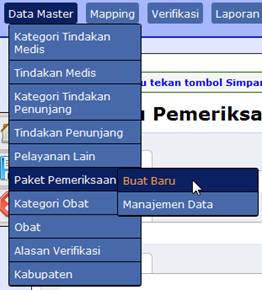 Data Master Mapping Verifikasi Laporan
Kategori Tindakan
Medis
Tindakan Medis
Kategori Tindakan
Penunjang
Tindakan Penunjang
Pelayanan Lain
Paket Pemeriksaan
Buat Baru
Manajemen Data
Kategori Obat
Obat
Alasan Verifikasi
Kabupaten
tekan tombol Simpan
Pemeriksa